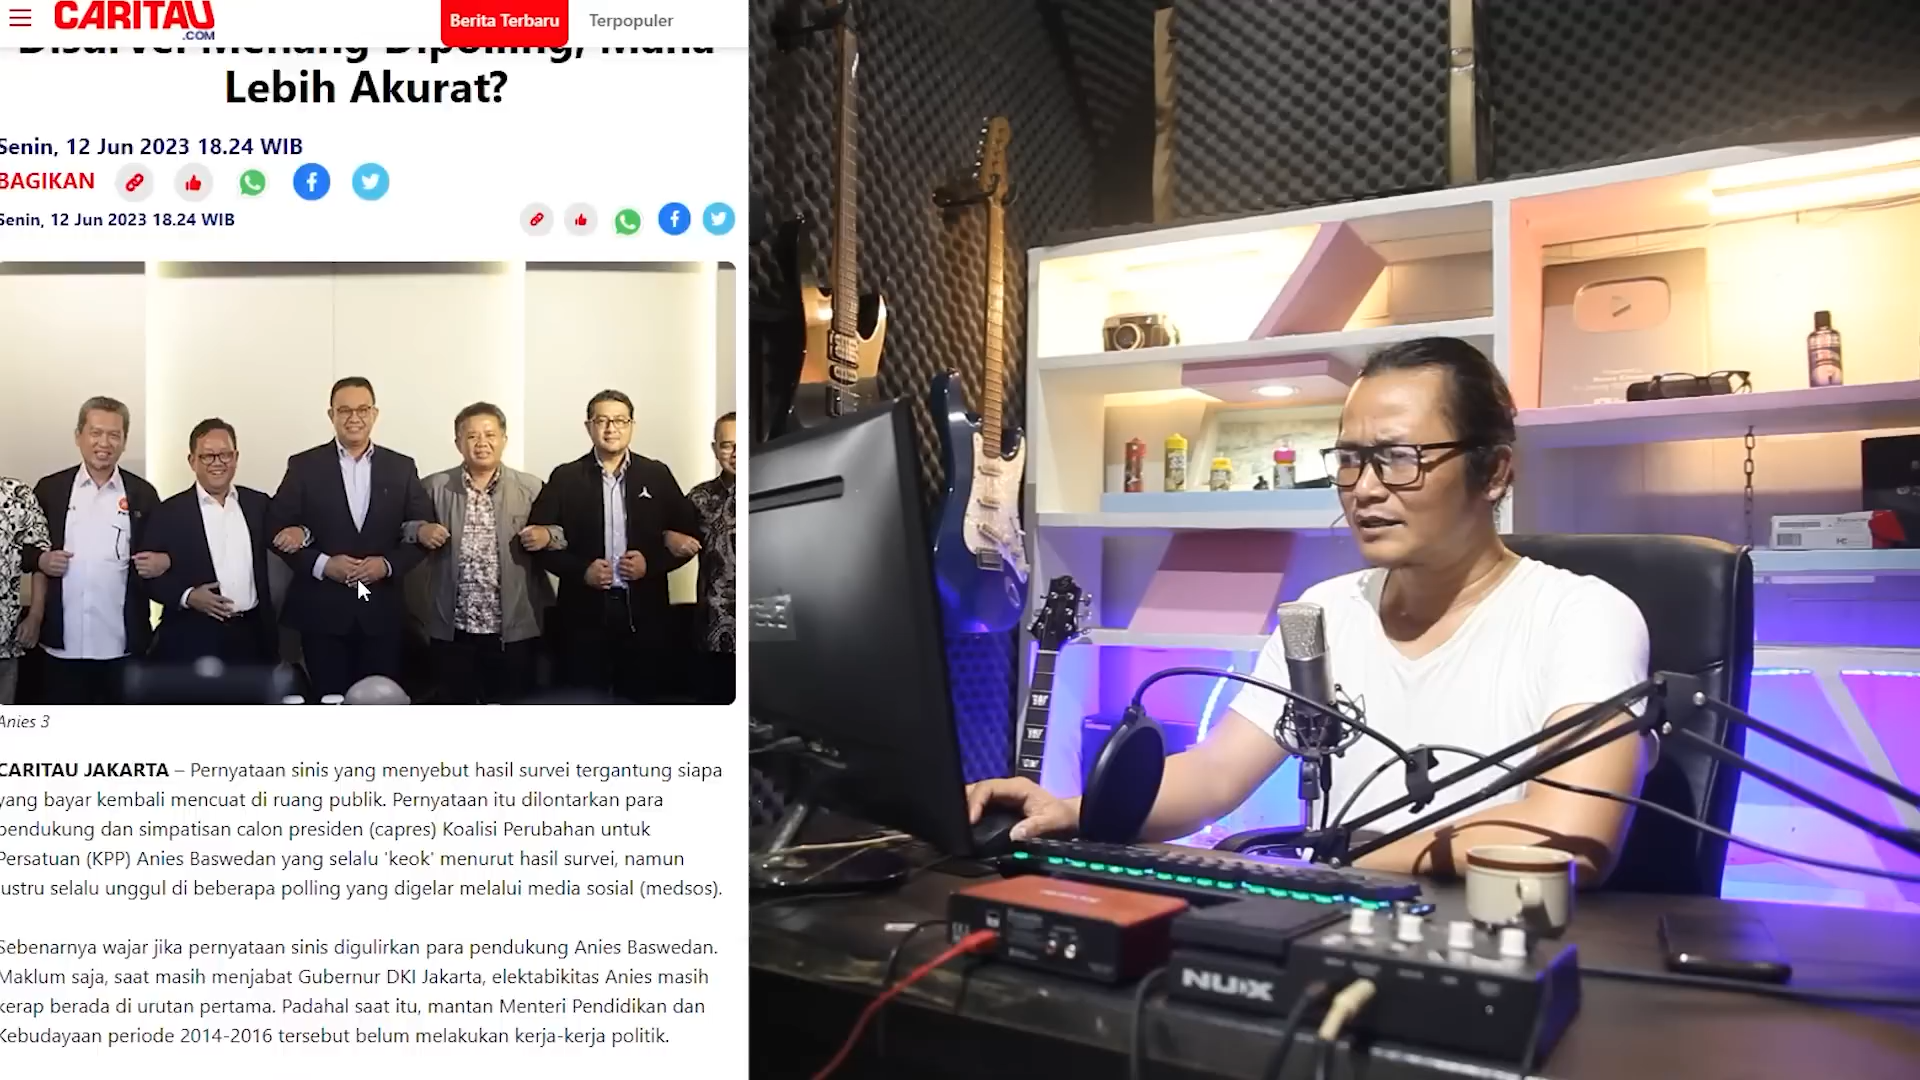 CARITAU
.COM
Berita Terbaru
Terpopuler
Lebih Akurat?
Senin, 12 Jun 2023 18.24 WIB
BAGIKAN
Senin, 12 Jun 2023 18.24 WIB
Anies 3
CARITAU JAKARTA – Pernyataan sinis yang menyebut hasil survei tergantung siapa
yang bayar kembali mencuat di ruang publik. Pernyataan itu dilontarkan para
pendukung dan simpatisan calon presiden (capres) Koalisi Perubahan untuk
Persatuan (KPP) Anies Baswedan yang selalu 'keok' menurut hasil survei, namun
justru selalu unggul di beberapa polling yang digelar melalui media sosial (medsos).
Sebenarnya wajar jika pernyataan sinis digulirkan para pendukung Anies Baswedan.
Maklum saja, saat masih menjabat Gubernur DKI Jakarta, elektabikitas Anies masih
kerap berada di urutan pertama. Padahal saat itu, mantan Menteri Pendidikan dan
Kebudayaan periode 2014-2016 tersebut belum melakukan kerja-kerja politik.
NUX